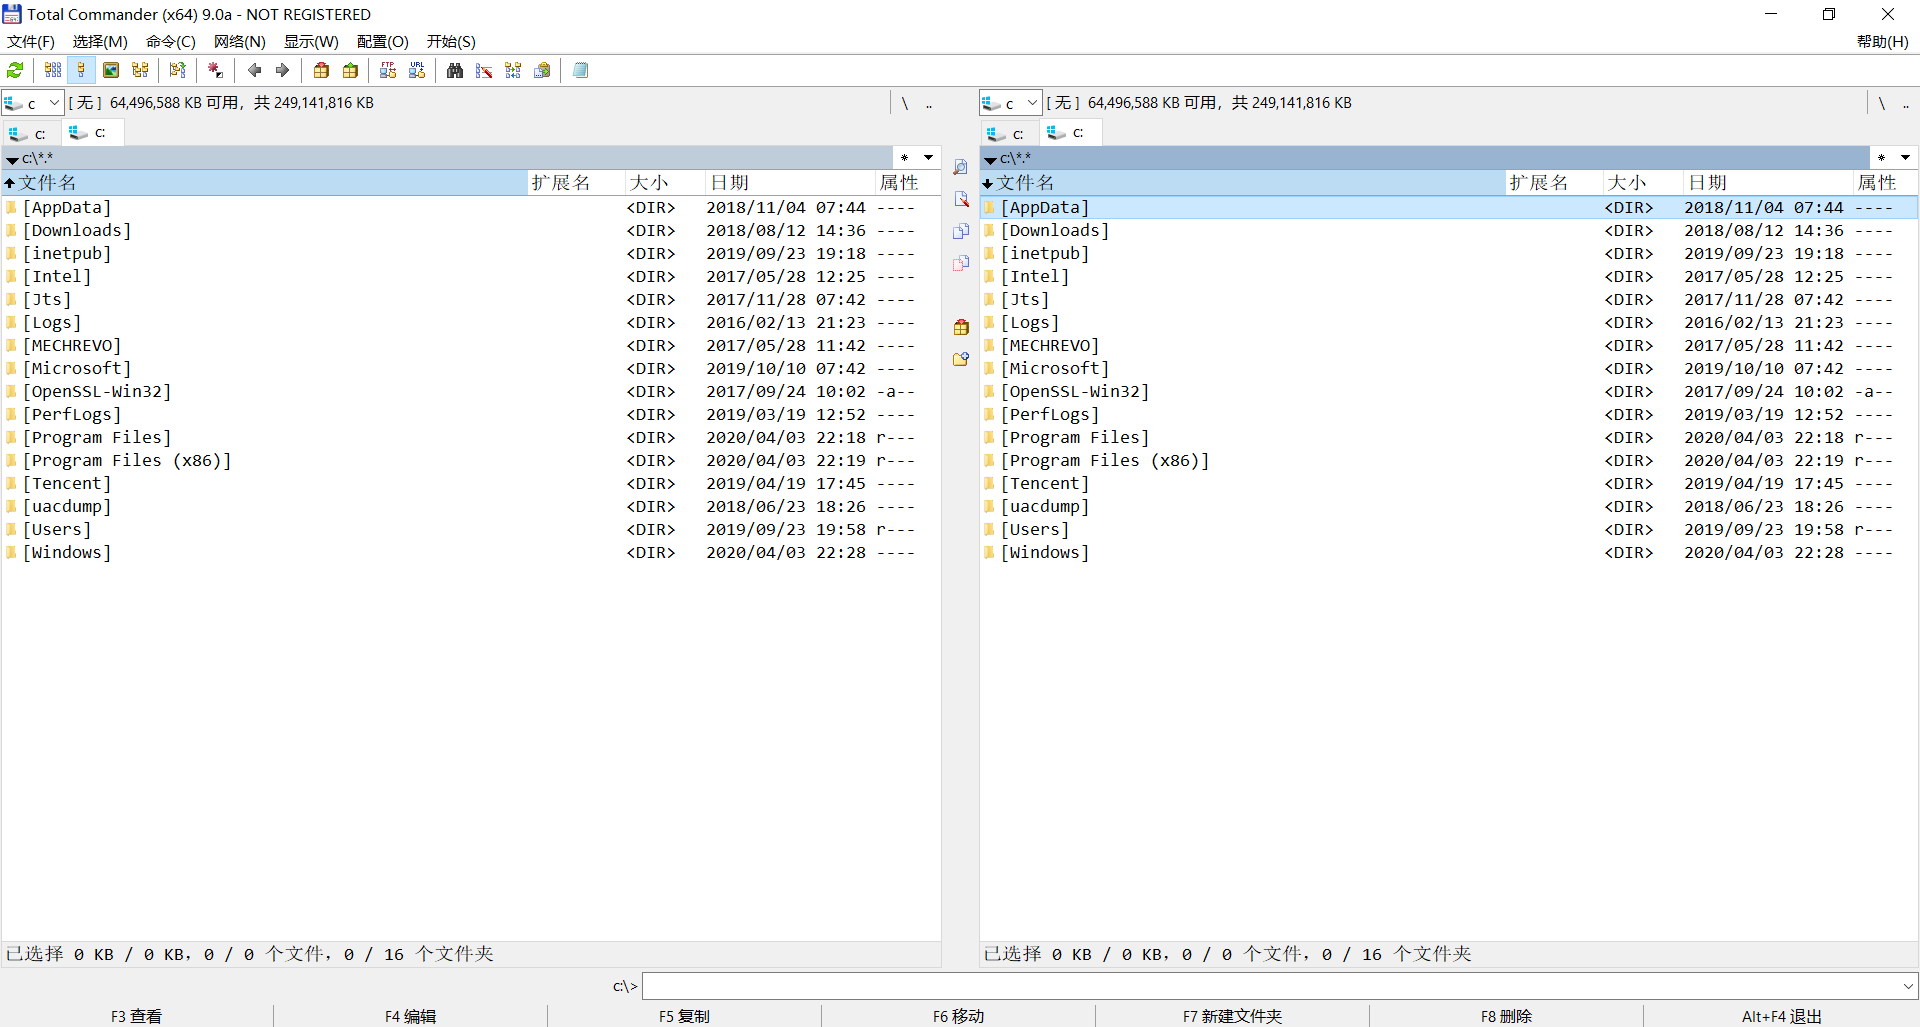 Total Commander (x64) 9.0a - NOT REGISTERED
文件(F) 选择(M) 命令(C) 网络(N) 显示(W) 配置(O) 开始(S) 帮助(H)
FTP URL
c [ 无 ] 64,496,588 KB 可用，共 249,141,816 KB \ ..
c: c:
c:\*.* * 
文件名 扩展名 大小 日期 属性
[AppData] <DIR> 2018/11/04 07:44 ----
[Downloads] <DIR> 2018/08/12 14:36 ----
[inetpub] <DIR> 2019/09/23 19:18 ----
[Intel] <DIR> 2017/05/28 12:25 ----
[Jts] <DIR> 2017/11/28 07:42 ----
[Logs] <DIR> 2016/02/13 21:23 ----
[MECHREVO] <DIR> 2017/05/28 11:42 ----
[Microsoft] <DIR> 2019/10/10 07:42 ----
[OpenSSL-Win32] <DIR> 2017/09/24 10:02 -a--
[PerfLogs] <DIR> 2019/03/19 12:52 ----
[Program Files] <DIR> 2020/04/03 22:18 r---
[Program Files (x86)] <DIR> 2020/04/03 22:19 r---
[Tencent] <DIR> 2019/04/19 17:45 ----
[uacdump] <DIR> 2018/06/23 18:26 ----
[Users] <DIR> 2019/09/23 19:58 r---
[Windows] <DIR> 2020/04/03 22:28 ----
已选择 0 KB / 0 KB，0 / 0 个文件，0 / 16 个文件夹
c [ 无 ] 64,496,588 KB 可用，共 249,141,816 KB \ ..
c: c:
c:\*.* *
文件名 扩展名 大小 日期 属性
[AppData] <DIR> 2018/11/04 07:44 ----
[Downloads] <DIR> 2018/08/12 14:36 ----
[inetpub] <DIR> 2019/09/23 19:18 ----
[Intel] <DIR> 2017/05/28 12:25 ----
[Jts] <DIR> 2017/11/28 07:42 ----
[Logs] <DIR> 2016/02/13 21:23 ----
[MECHREVO] <DIR> 2017/05/28 11:42 ----
[Microsoft] <DIR> 2019/10/10 07:42 ----
[OpenSSL-Win32] <DIR> 2017/09/24 10:02 -a--
[PerfLogs] <DIR> 2019/03/19 12:52 ----
[Program Files] <DIR> 2020/04/03 22:18 r---
[Program Files (x86)] <DIR> 2020/04/03 22:19 r---
[Tencent] <DIR> 2019/04/19 17:45 ----
[uacdump] <DIR> 2018/06/23 18:26 ----
[Users] <DIR> 2019/09/23 19:58 r---
[Windows] <DIR> 2020/04/03 22:28 ----
已选择 0 KB / 0 KB，0 / 0 个文件，0 / 16 个文件夹
c:\>
F3 查看 F4 编辑 F5 复制 F6 移动 F7 新建文件夹 F8 删除 Alt+F4 退出